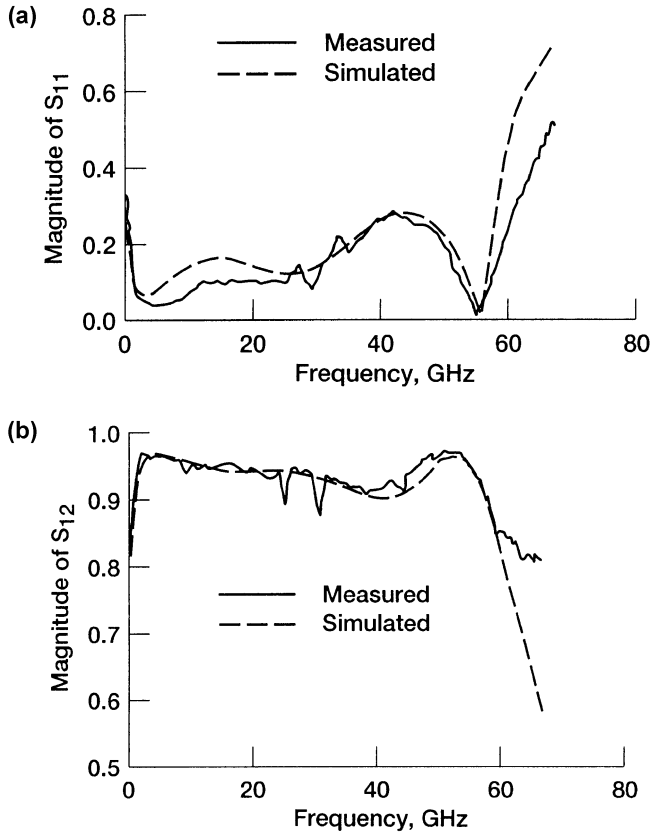 (a)
0.8
0.6
0.4
0.2
0.0
Magnitude of S11
Measured
Simulated
0 20 40 60 80
Frequency, GHz
(b)
1.0
0.9
0.8
0.7
0.6
0.5
Magnitude of S12
Measured
Simulated
0 20 40 60 80
Frequency, GHz